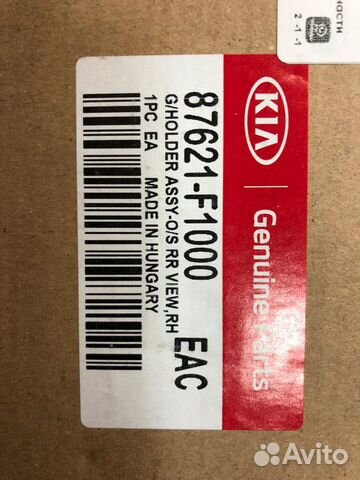 асти
2 -1 -1
KIA
Genuine Parts
87621-F1000
EAC
G/HOLDER ASSY-O/S RR VIEW,RH
1PC EA MADE IN HUNGARY
Avito